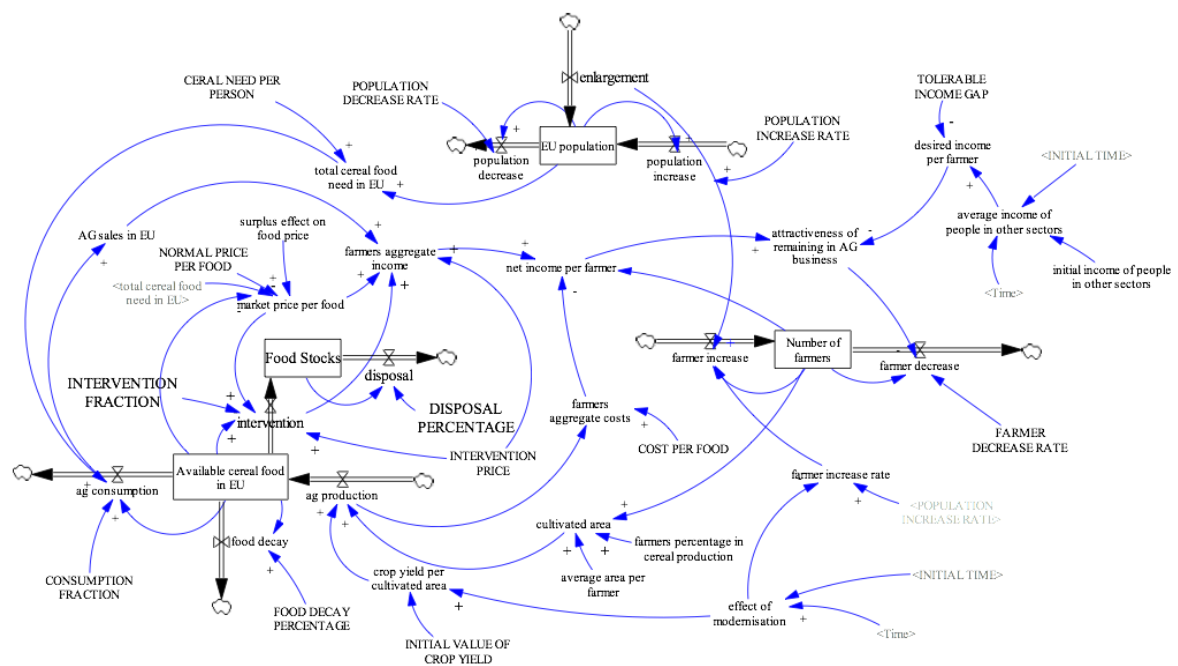 enlargement
CERAL NEED PER
PERSON
POPULATION
DECREASE RATE
TOLERABLE
INCOME GAP
POPULATION
INCREASE RATE
EU population
population
decrease
population
increase
desired income
per farmer
<INITIAL TIME>
total cereal food
need in EU
average income of
people in other sectors
AG sales in EU
surplus effect on
food price
farmers aggregate
income
attractiveness of
remaining in AG
business
NORMAL PRICE
PER FOOD
net income per farmer
initial income of people
in other sectors
<total cereal food
need in EU>
<Time>
market price per food
Food Stocks
Number of
farmers
farmer increase
farmer decrease
disposal
INTERVENTION
FRACTION
DISPOSAL
PERCENTAGE
farmers
aggregate costs
intervention
FARMER
DECREASE RATE
COST PER FOOD
INTERVENTION
PRICE
Available cereal food
in EU
farmer increase rate
ag consumption
ag production
<POPULATION
INCREASE RATE>
cultivated area
food decay
farmers percentage in
cereal production
average area per
farmer
crop yield per
cultivated area
<INITIAL TIME>
CONSUMPTION
FRACTION
FOOD DECAY
PERCENTAGE
effect of
modernisation
<Time>
INITIAL VALUE OF
CROP YIELD